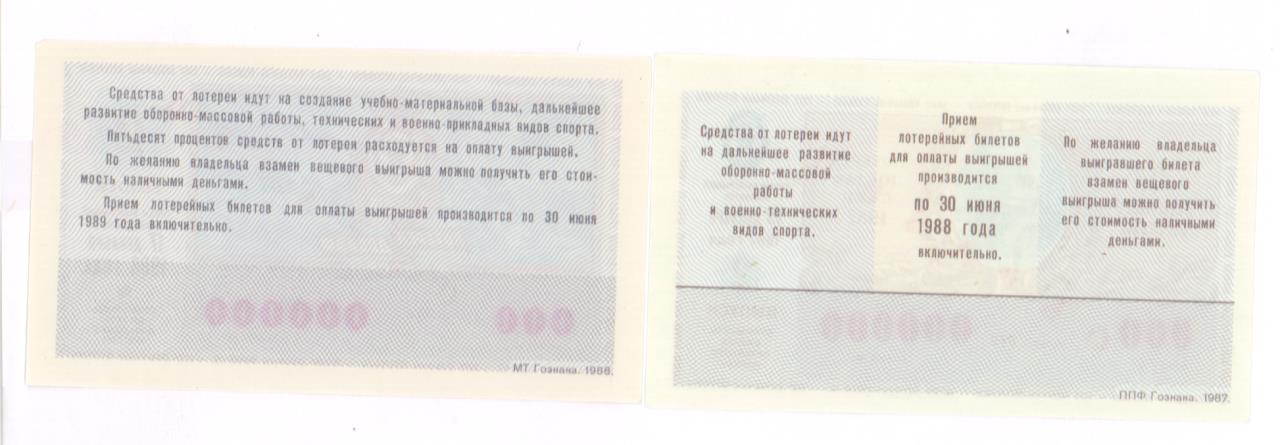 Средства от лотереи идут на создание учебно-материальной базы, дальнейшее
развитие оборонно-массовой работы, технических и военно-прикладных видов спорта.
Пятьдесят процентов средств от лотереи расходуется на оплату выигрышей.
По желанию владельца взамен вещевого выигрыша можно получить его стои-
мость наличными деньгами.
Прием лотерейных билетов для оплаты выигрышей производится по 30 июня
1989 года включительно.
000000 000
МТ Гознака. 1988.
Средства от лотереи идут
на дальнейшее развитие
оборонно-массовой
работы
и военно-технических
видов спорта.
Прием
лотерейных билетов
для оплаты выигрышей
производится
по 30 июня
1988 года
включительно.
По желанию владельца
выигравшего билета
взамен вещевого
выигрыша можно получить
его стоимость наличными
деньгами.
000000 000
ППФ Гознака. 1987.